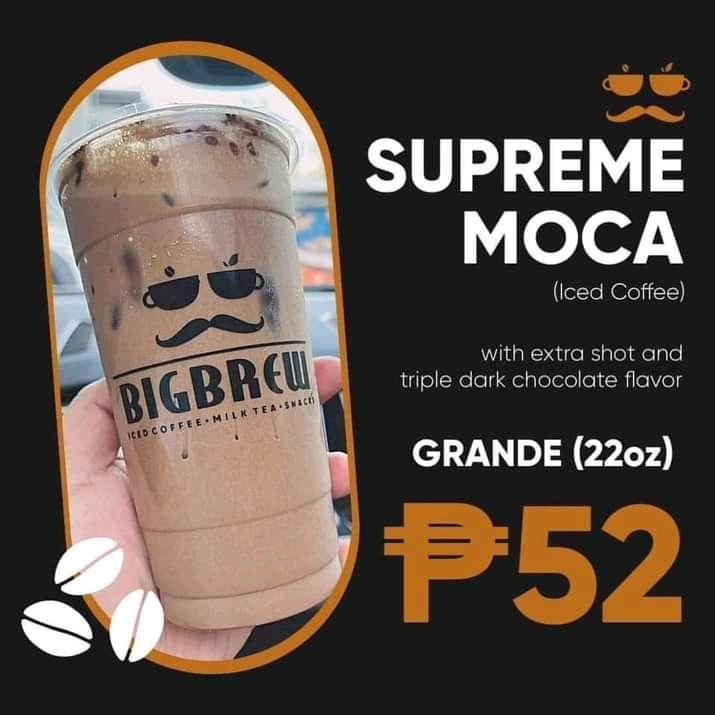 SUPREME
MOCA
(Iced Coffee)
with extra shot and
triple dark chocolate flavor
GRANDE (22oz)
₱52
BIGBREW
ICED COFFEE•MILK TEA•SNACKS